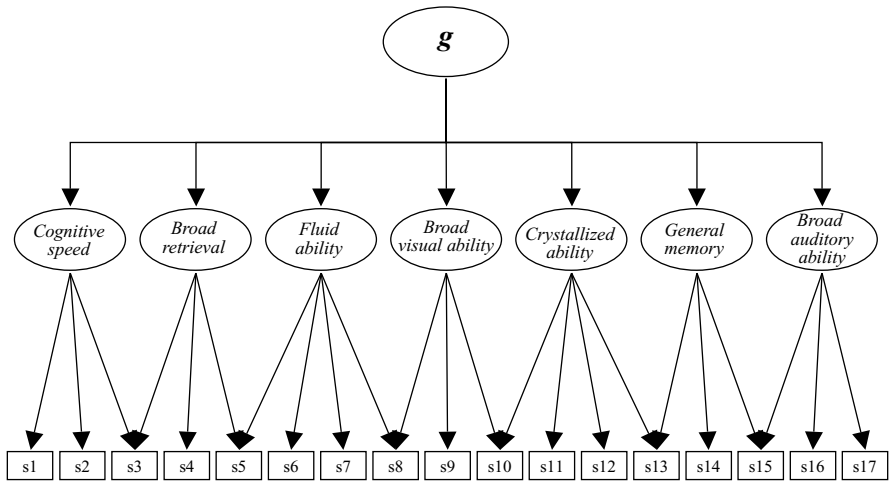 g
Cognitive
speed
Broad
retrieval
Fluid
ability
Broad
visual ability
Crystallized
ability
General
memory
Broad
auditory
ability
s1
s2
s3
s4
s5
s6
s7
s8
s9
s10
s11
s12
s13
s14
s15
s16
s17